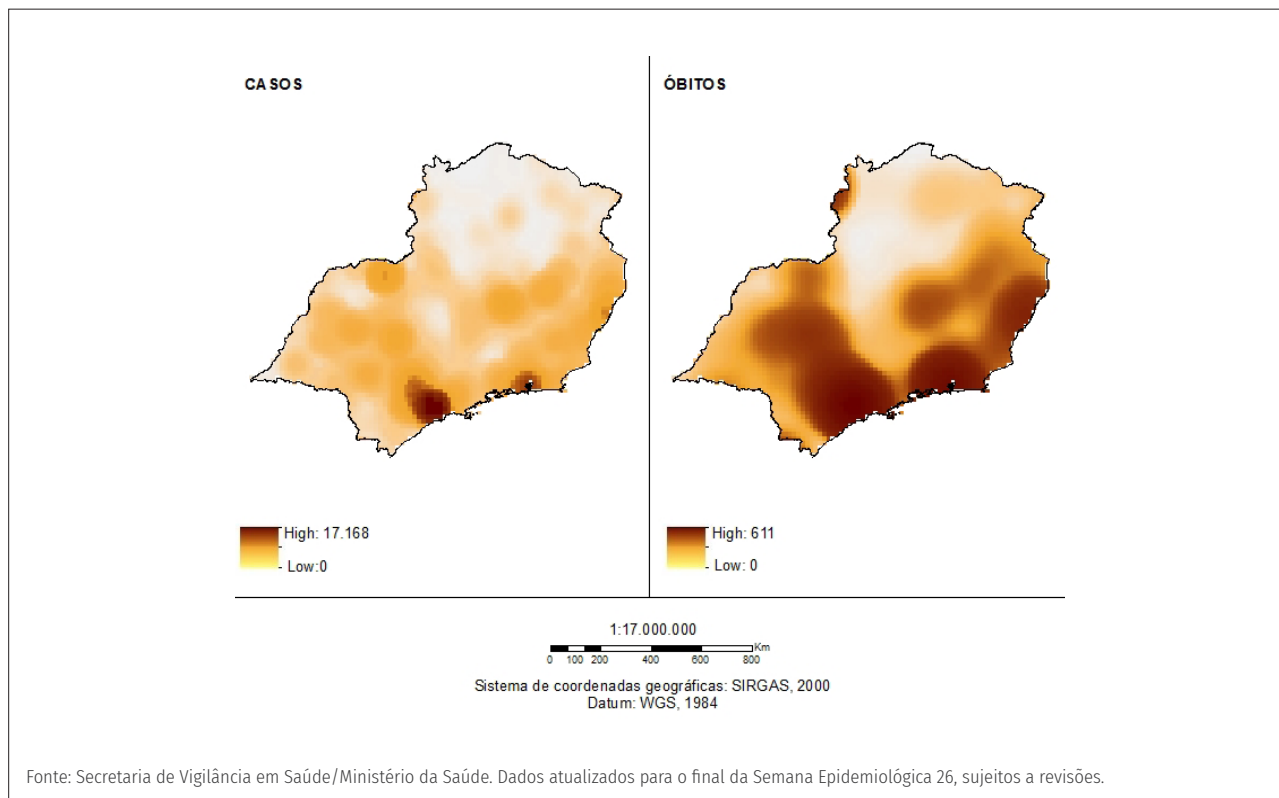 CASOS
ÓBITOS
High: 17.168
Low:0
High: 611
Low: 0
1:17.000.000
Km
0 100 200 400 600 800
Sistema de coordenadas geográficas: SIRGAS, 2000
Datum: WGS, 1984
Fonte: Secretaria de Vigilância em Saúde/Ministério da Saúde. Dados atualizados para o final da Semana Epidemiológica 26, sujeitos a revisões.